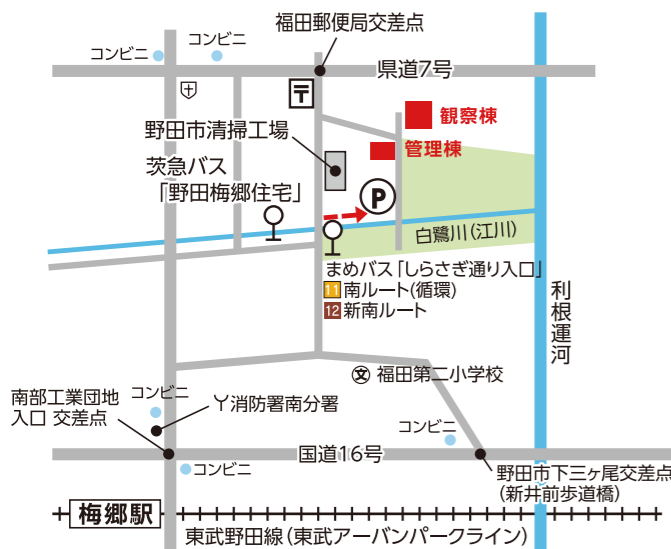 福田郵便局交差点
コンビニ
コンビニ
県道7号
〒
観察棟
野田市清掃工場
管理棟
茨急バス
「野田梅郷住宅」
P
白鷺川(江川)
まめバス「しらさぎ通り入口」
11 南ルート(循環)
12 新南ルート
利根運河
文 福田第二小学校
南部工業団地
入口 交差点
コンビニ
Y消防署南分署
コンビニ
コンビニ
国道16号
野田市下三ヶ尾交差点
(新井前歩道橋)
梅郷駅
東武野田線(東武アーバンパークライン)